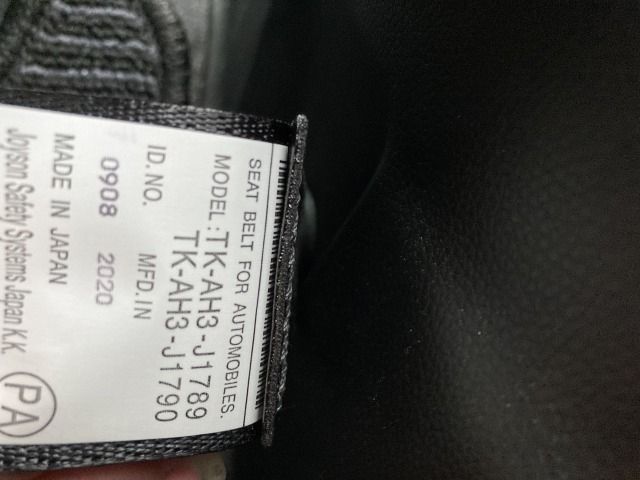 SEAT BELT FOR AUTOMOBILES.
MODEL: TK-AH3-J1789
TK-AH3-J1790
ID. NO. MFD. IN
0908 2020
MADE IN JAPAN
Joyson Safety Systems Japan K.K.
PA